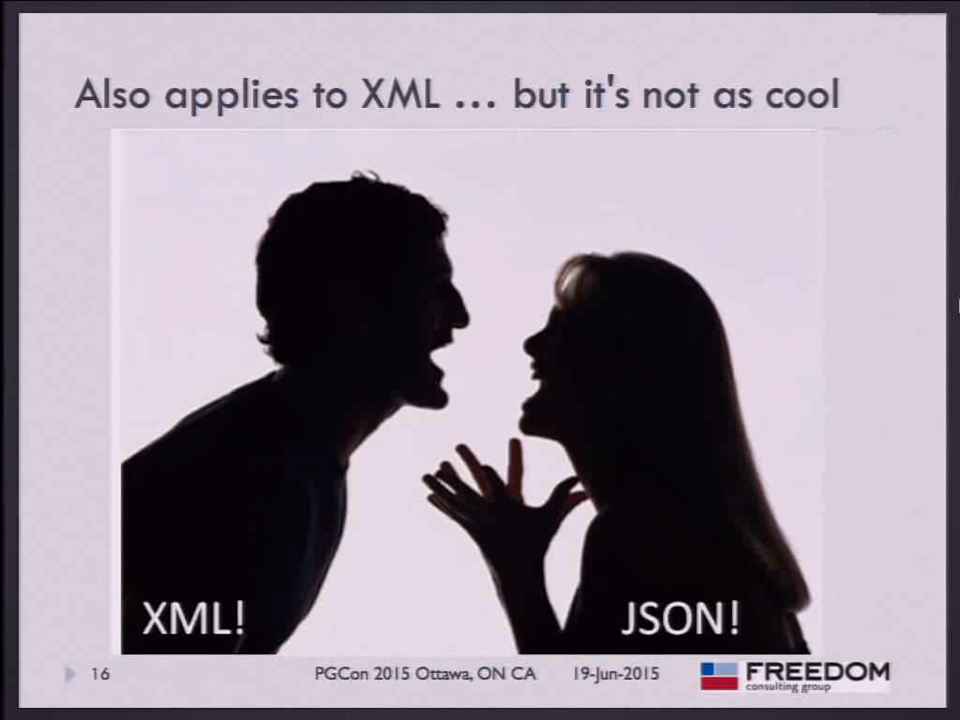 Also applies to XML ... but it's not as cool
XML!
JSON!
16
PGCon 2015 Ottawa, ON CA
19-Jun-2015
FREEDOM
consulting group